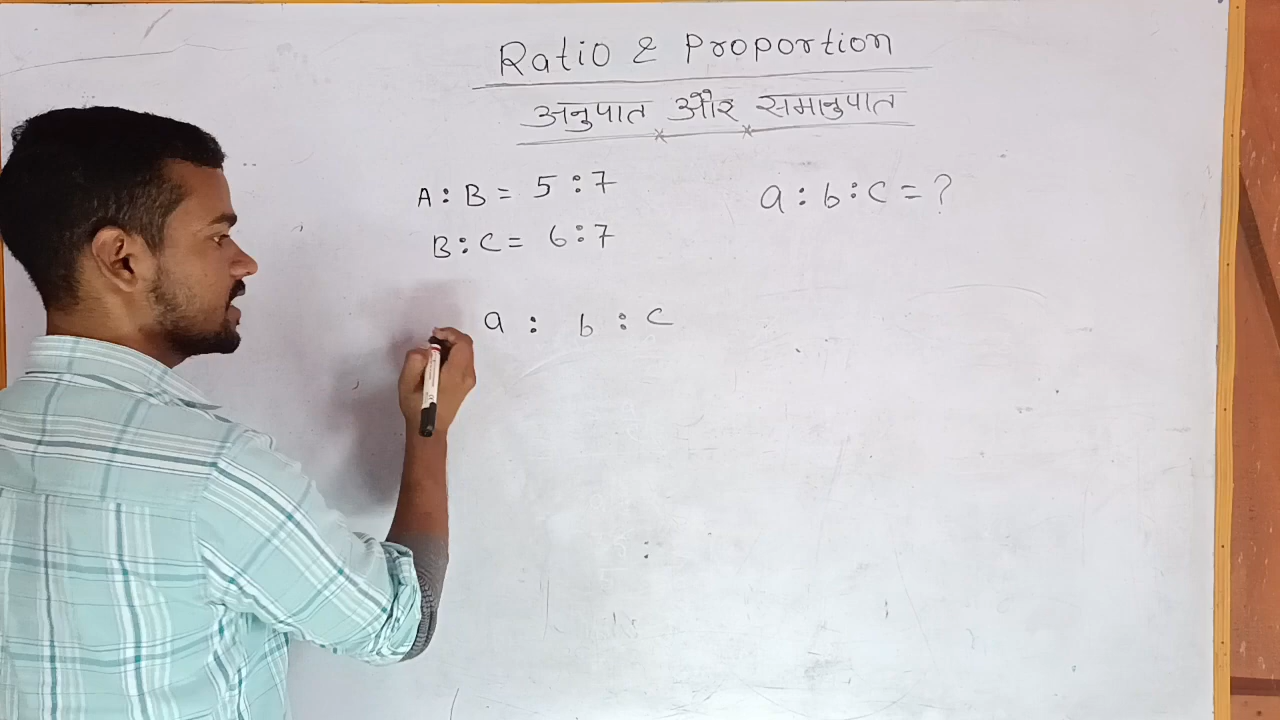 Ratio & Proportion
अनुपात और समानुपात
A : B = 5 : 7
a : b : c = ?
B : C = 6 : 7
a : b : c